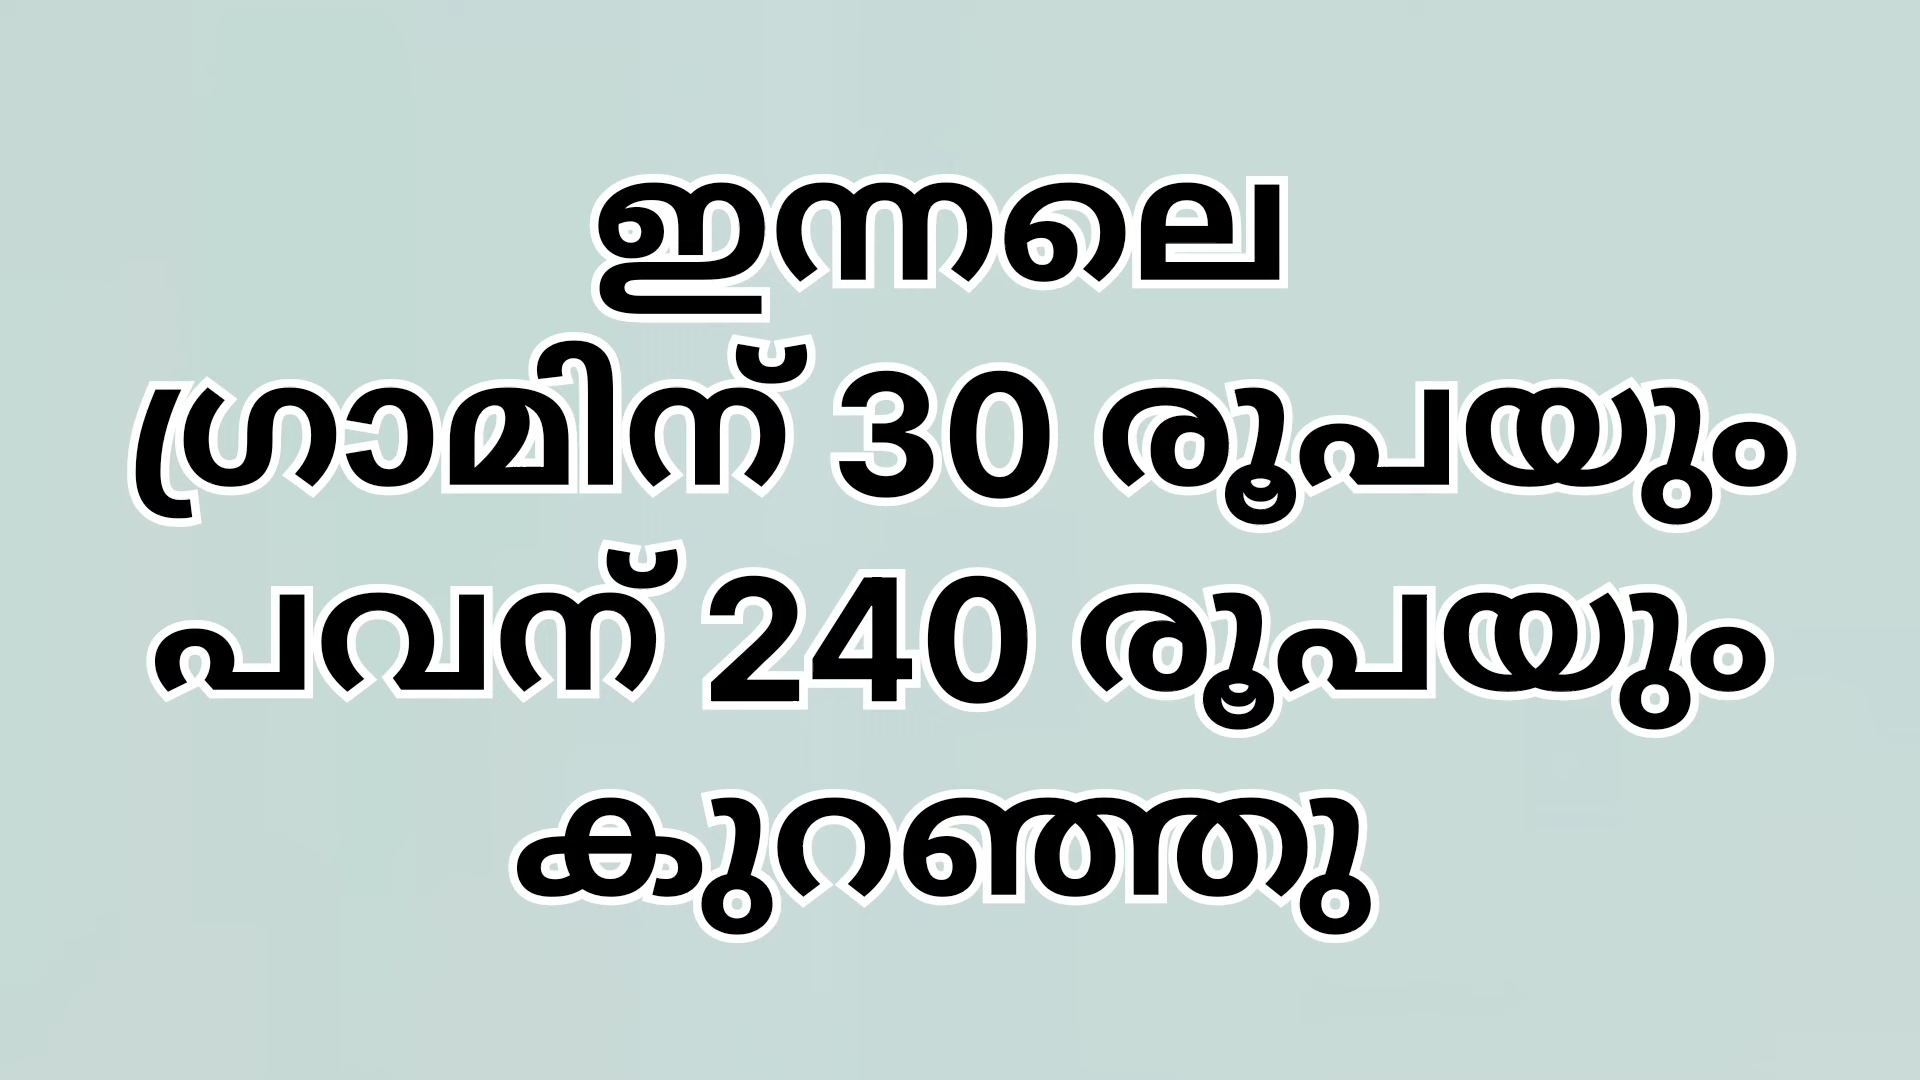 ഇന്നലെ
ഗ്രാമിന് 30 രൂപയും
പവന് 240 രൂപയും
കുറഞ്ഞു